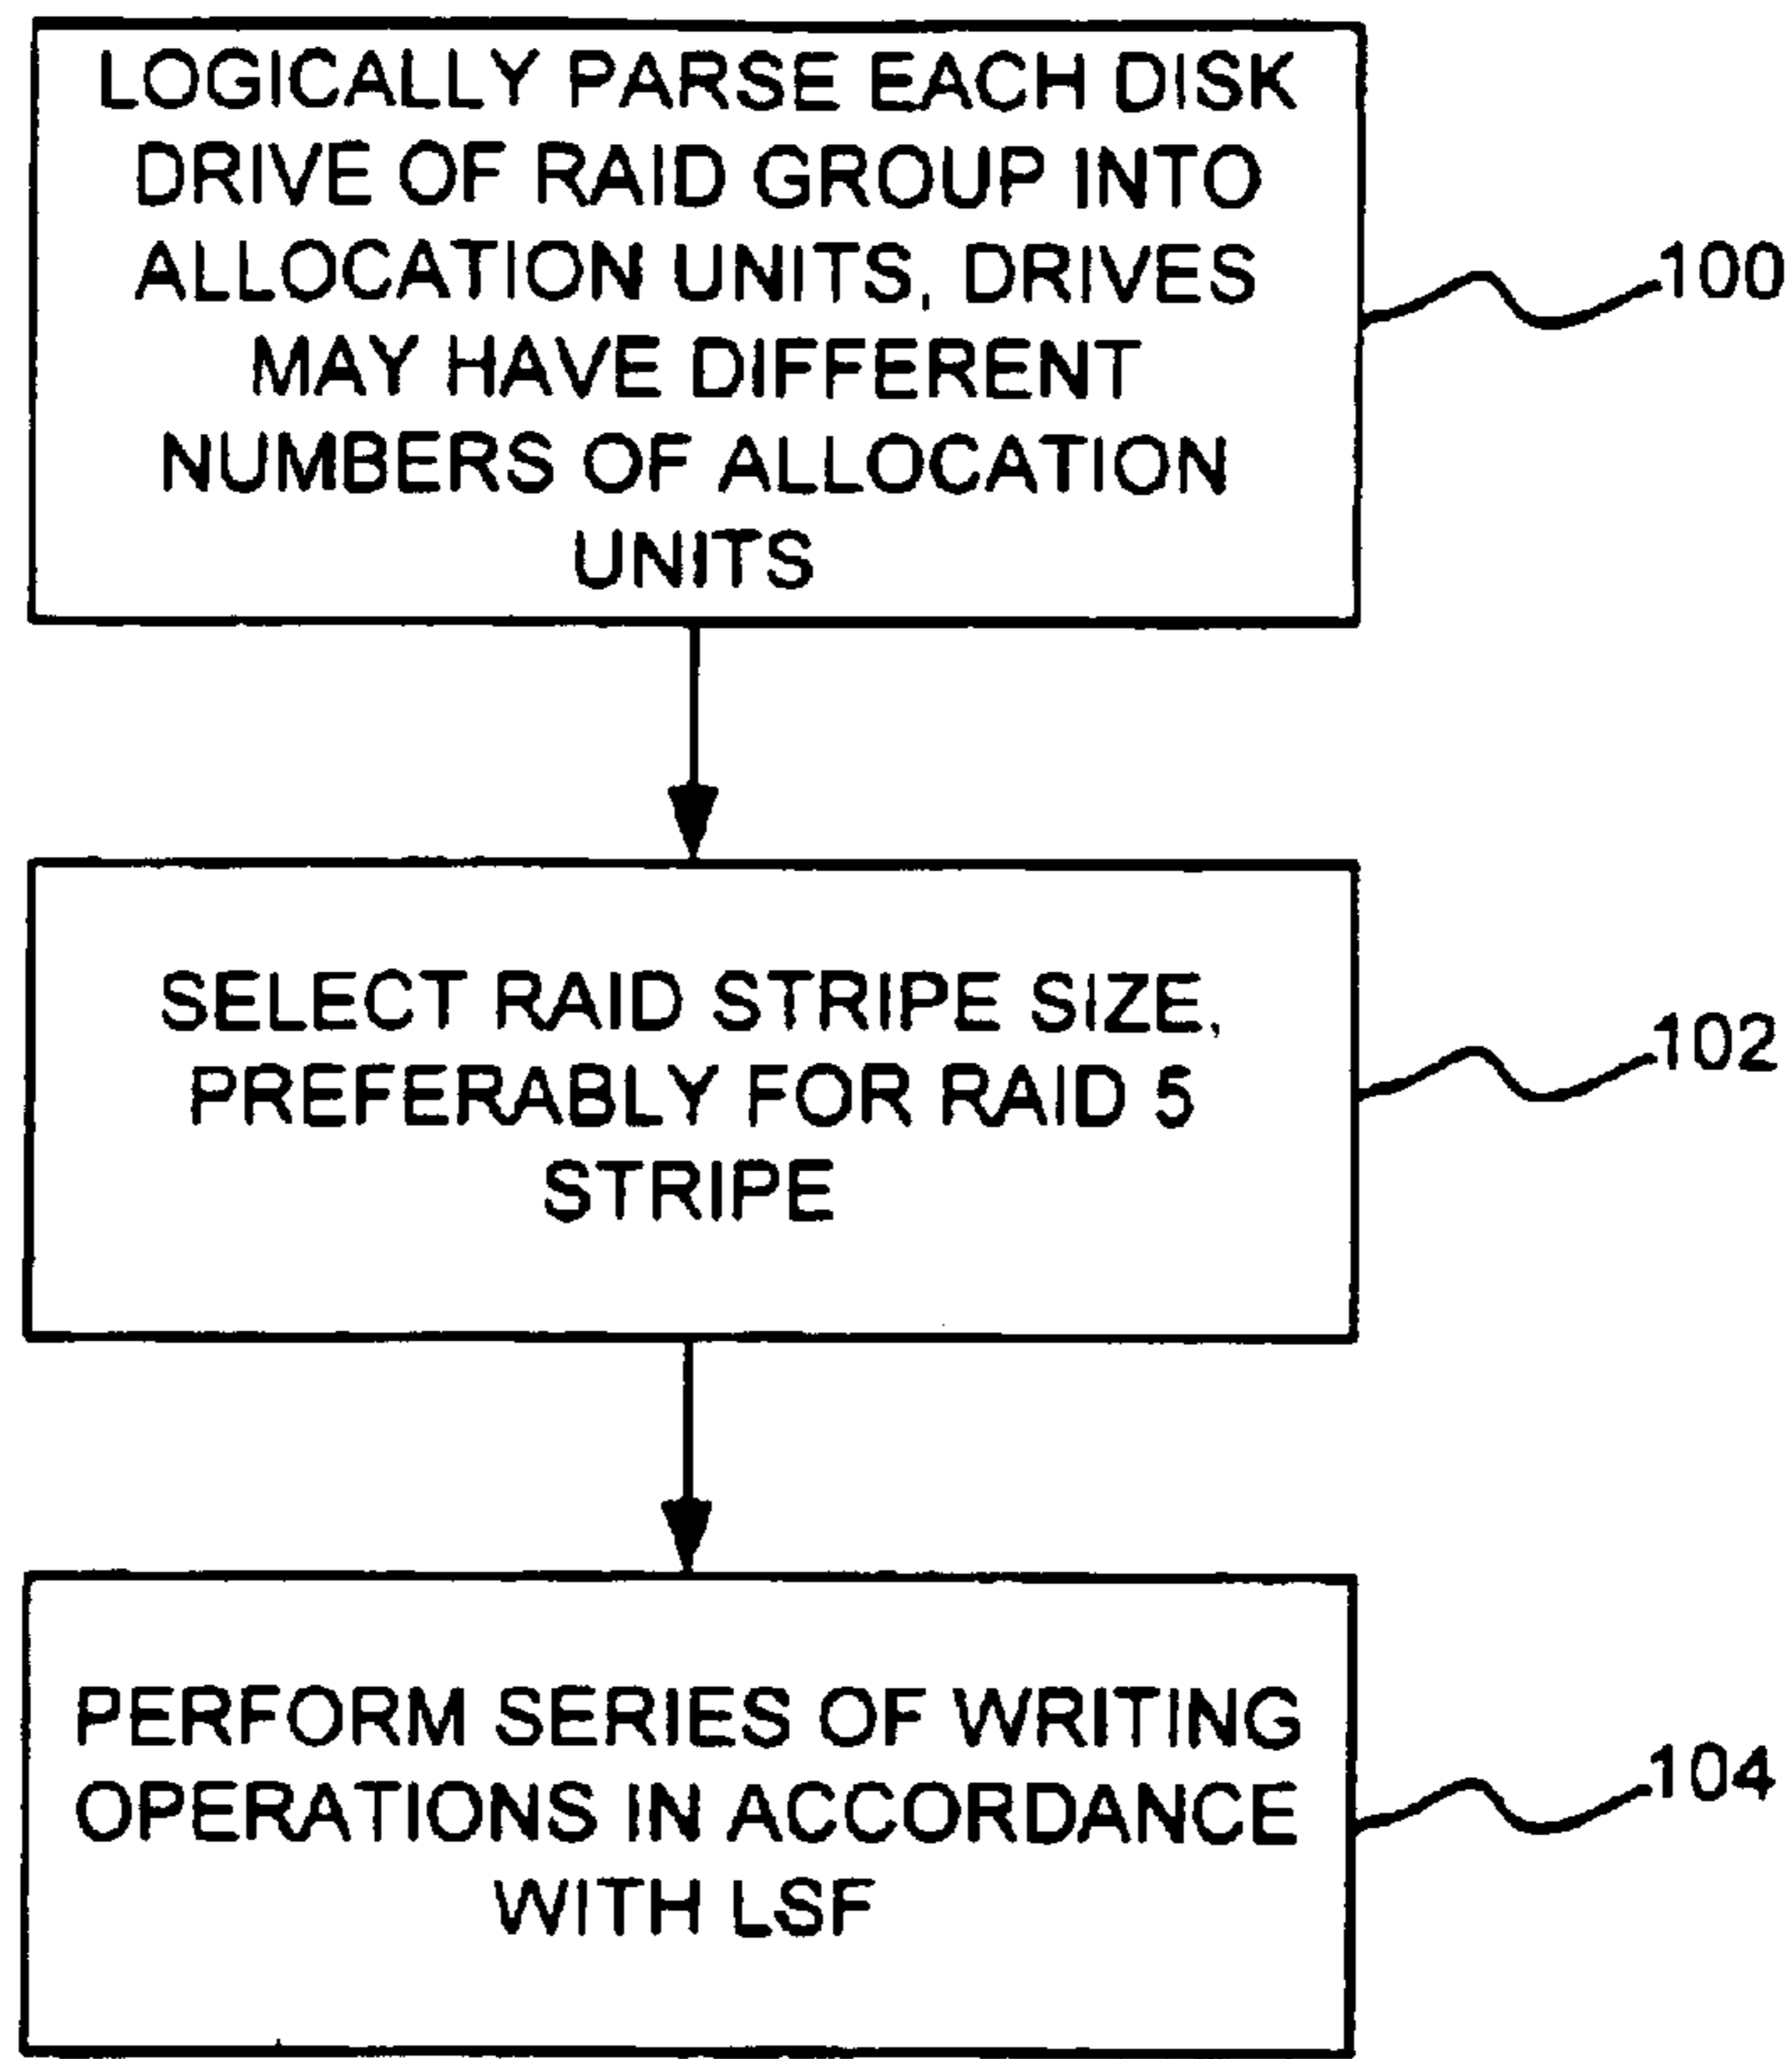 LOGICALLY PARSE EACH DISK
DRIVE OF RAID GROUP INTO
ALLOCATION UNITS, DRIVES
MAY HAVE DIFFERENT
NUMBERS OF ALLOCATION
UNITS
100
SELECT RAID STRIPE SIZE,
PREFERABLY FOR RAID 5
STRIPE
102
PERFORM SERIES OF WRITING
OPERATIONS IN ACCORDANCE
WITH LSF
104